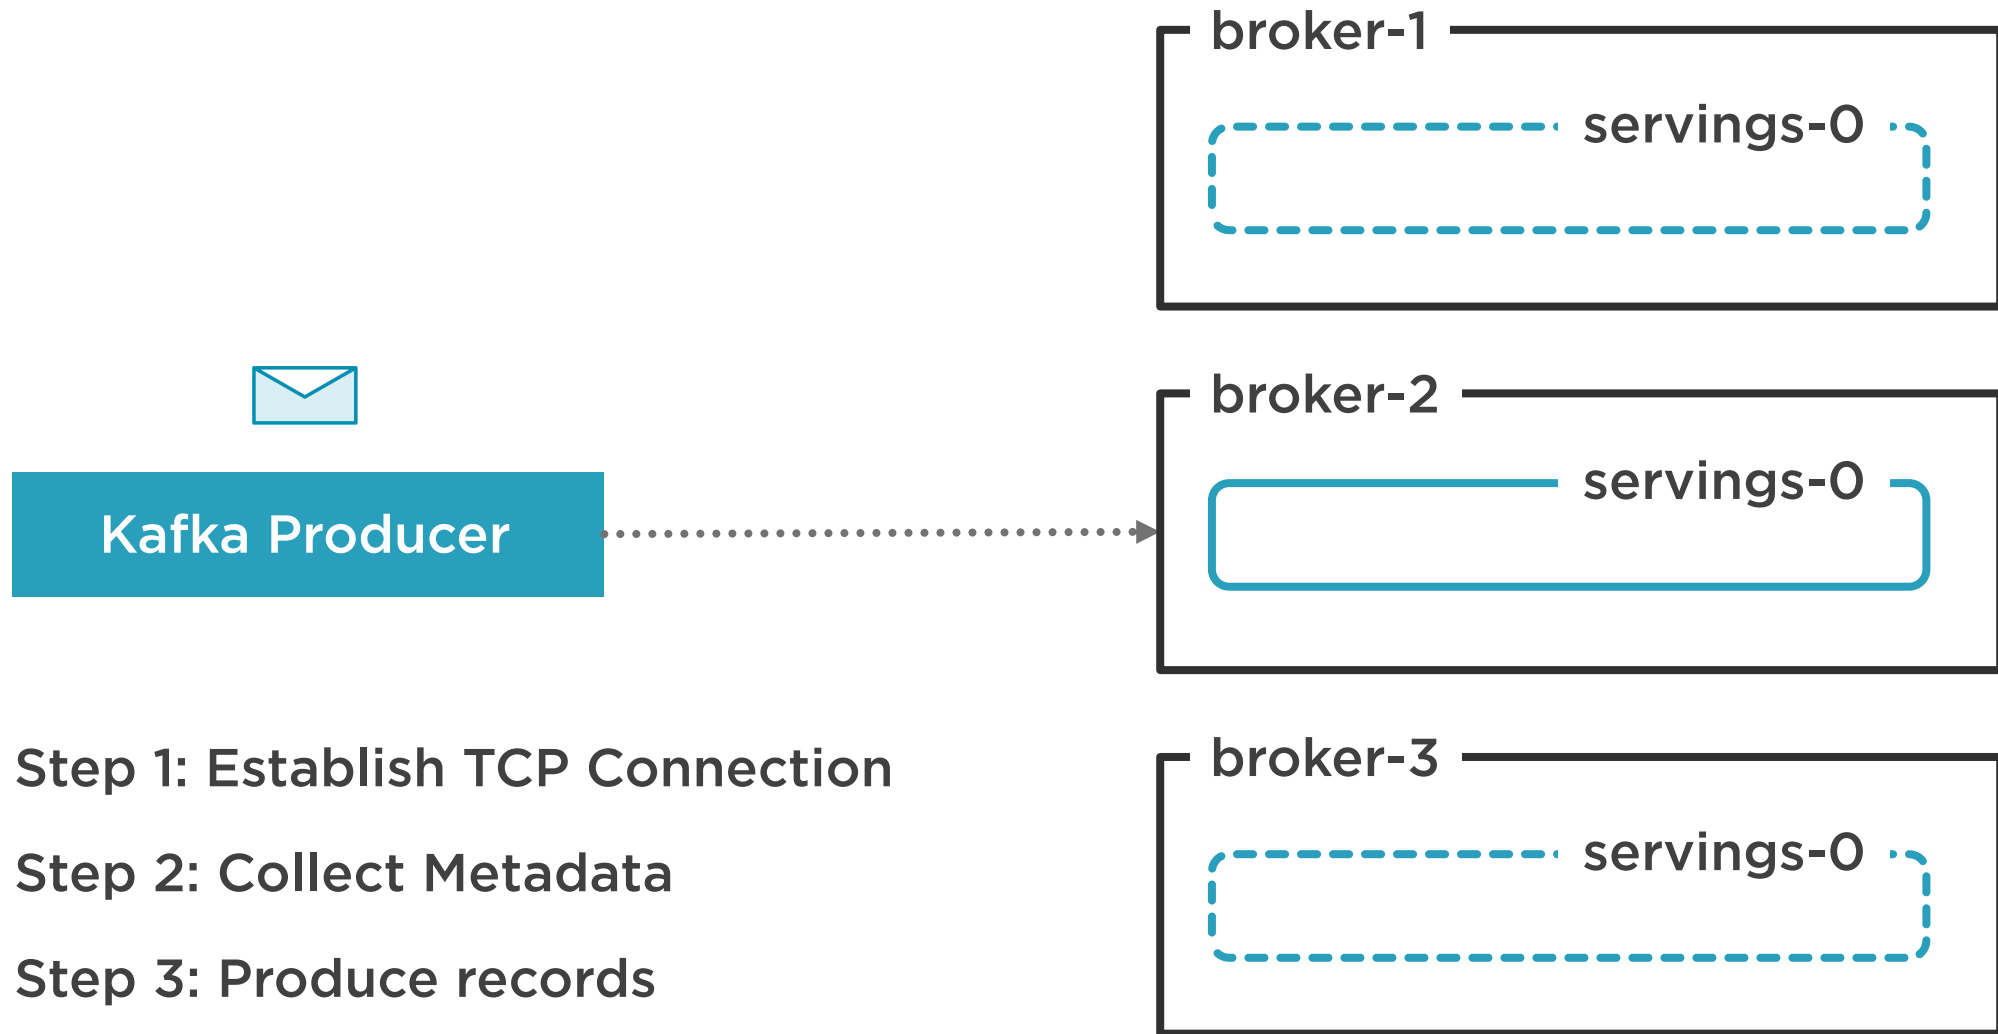 broker-1
servings-0
broker-2
servings-0
Kafka Producer
Step 1: Establish TCP Connection
Step 2: Collect Metadata
Step 3: Produce records
broker-3
servings-0